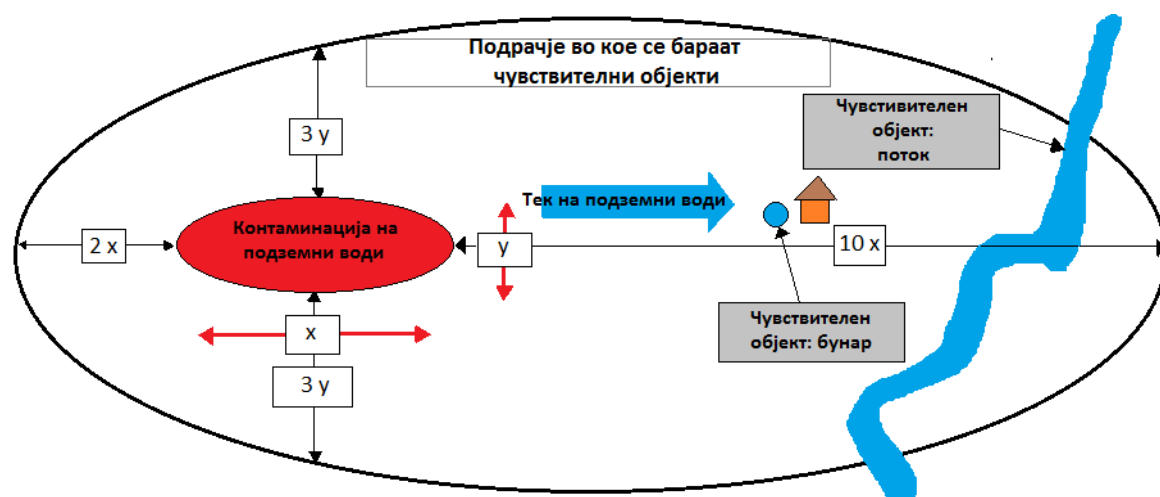 Подрачје во кое се бараат
чувствителни објекти
Чувстивителен
објект:
поток
3 y
Тек на подземни води
Контаминација на
подземни води
2 x
y
10 x
x
Чувствителен
објект: бунар
3 y